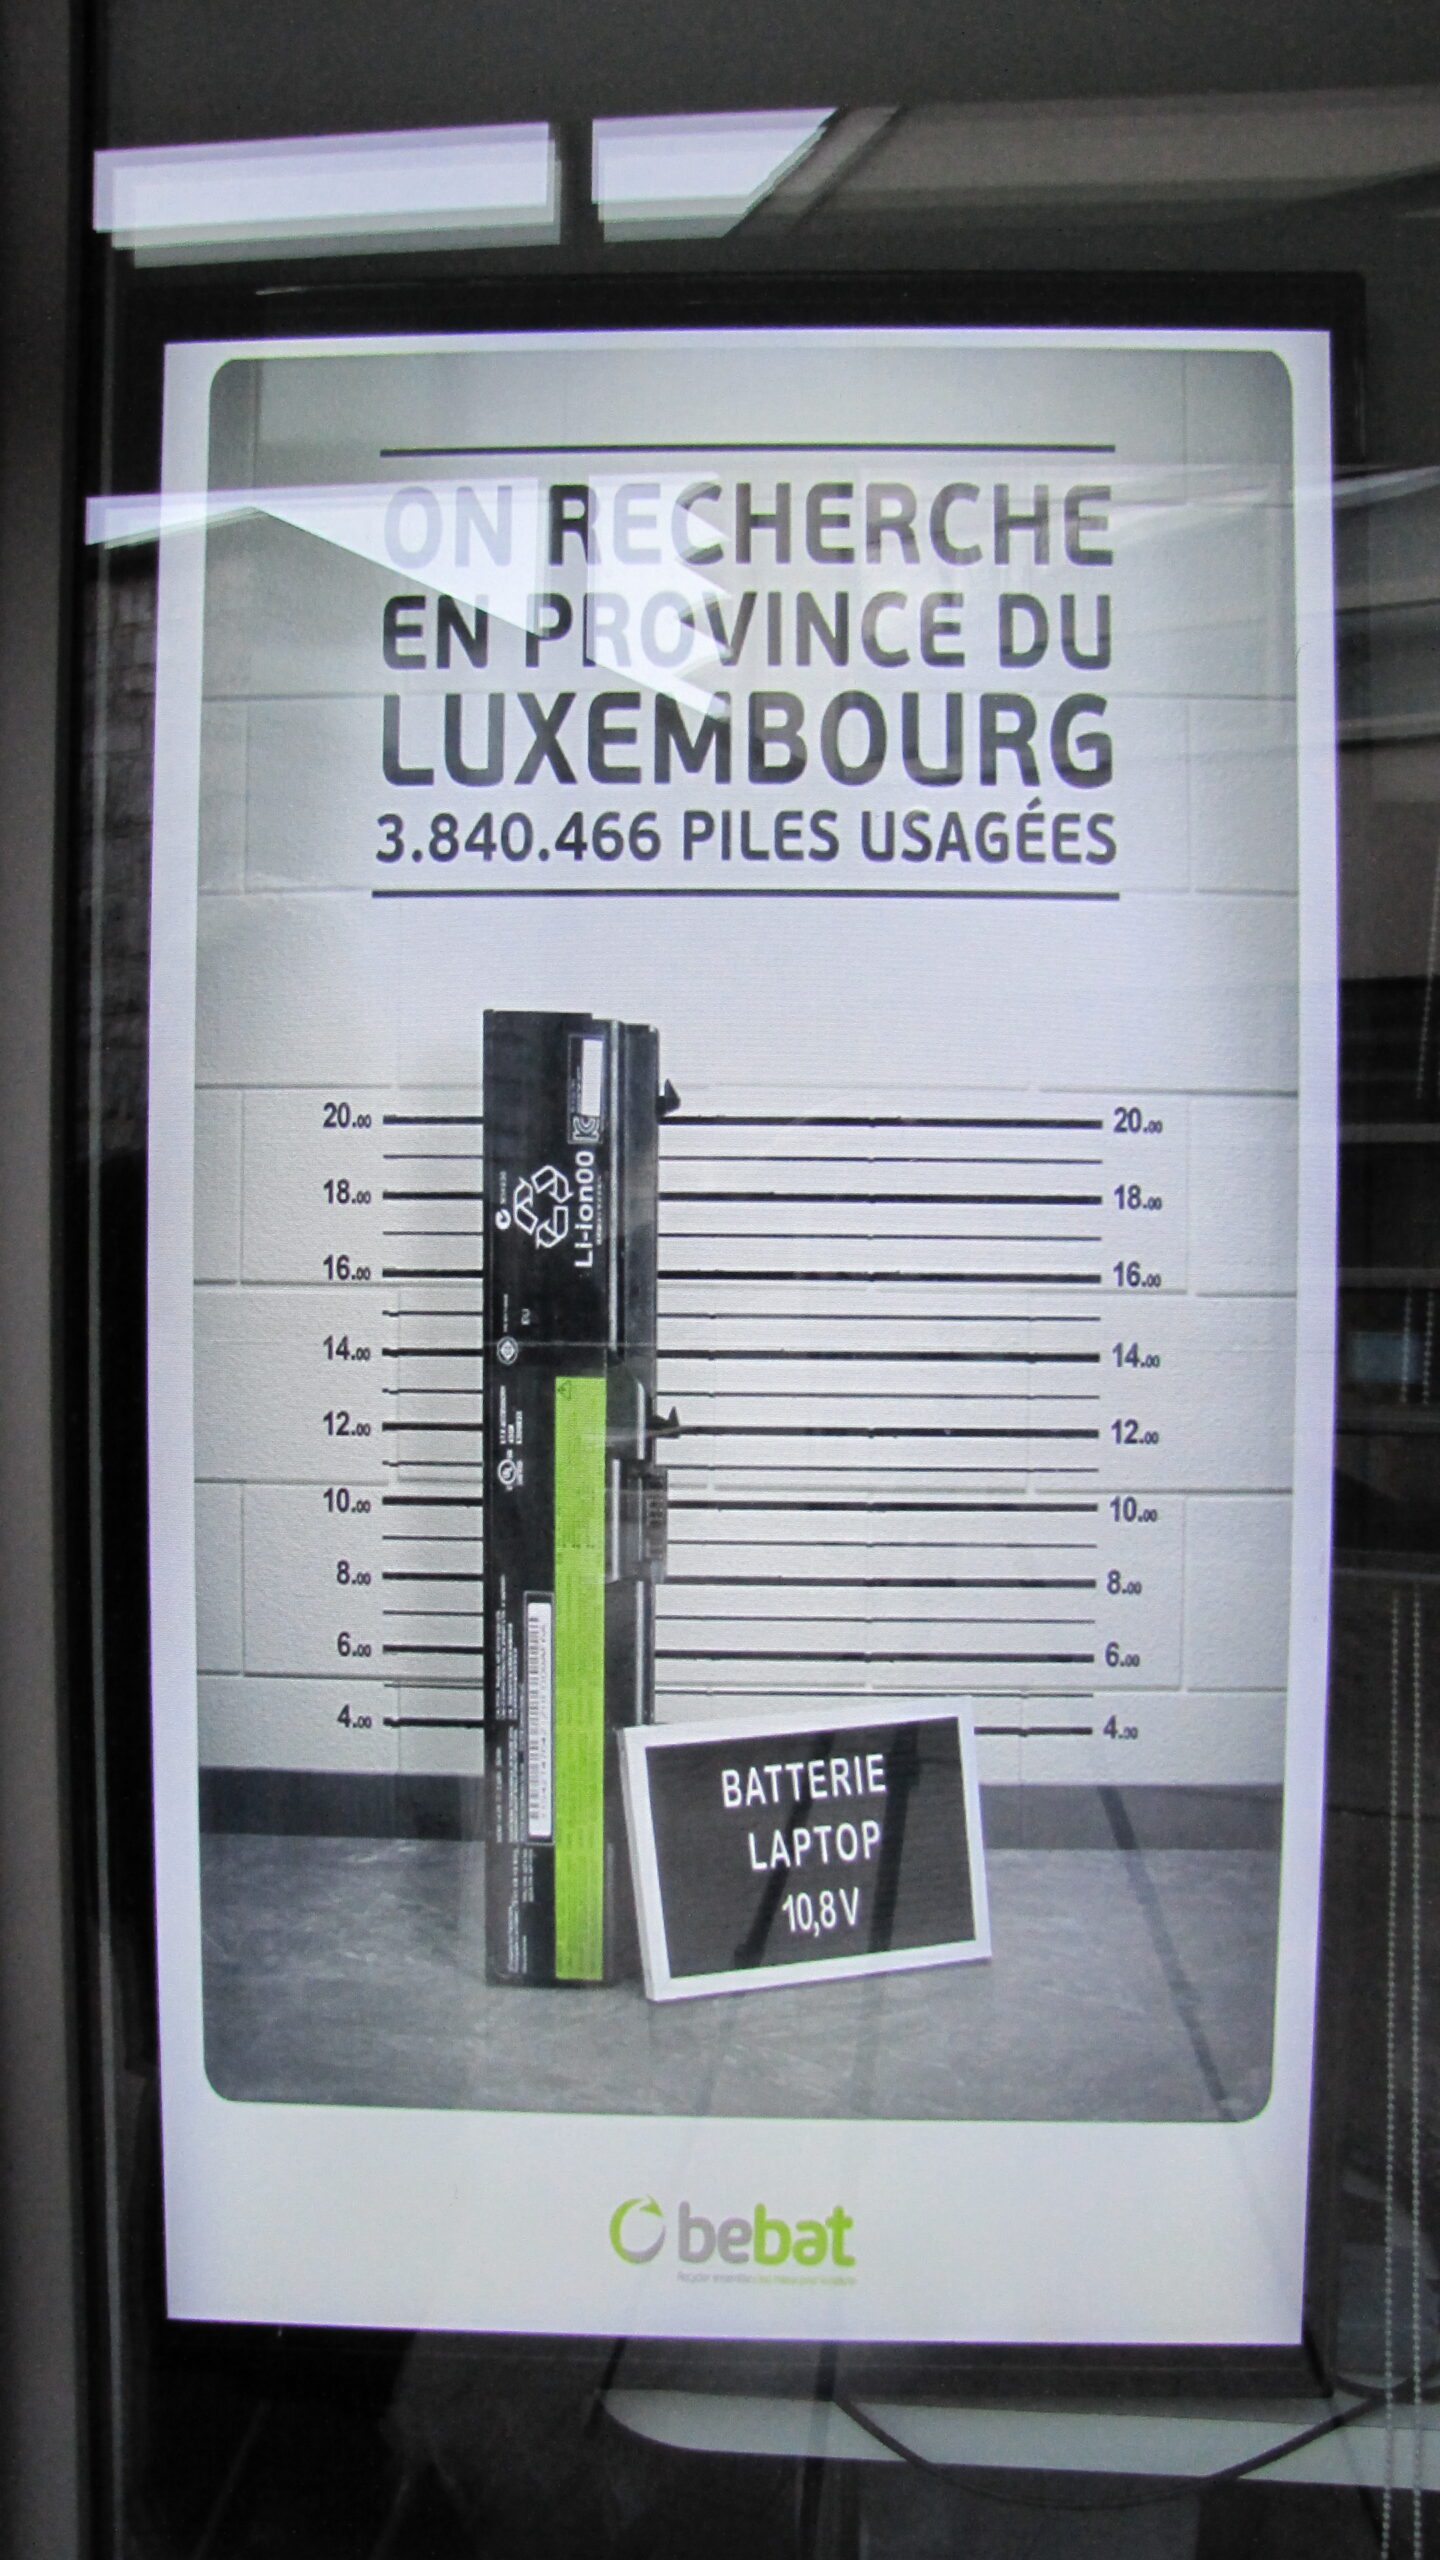 ON RECHERCHE
EN PROVINCE DU
LUXEMBOURG
3.840.466 PILES USAGÉES
20.00 20.00
18.00 18.00
16.00 16.00
14.00 14.00
12.00 12.00
10.00 10.00
8.00 8.00
6.00 6.00
4.00 4.00
Li-ion00
EU
BATTERIE
LAPTOP
10,8 V
bebat